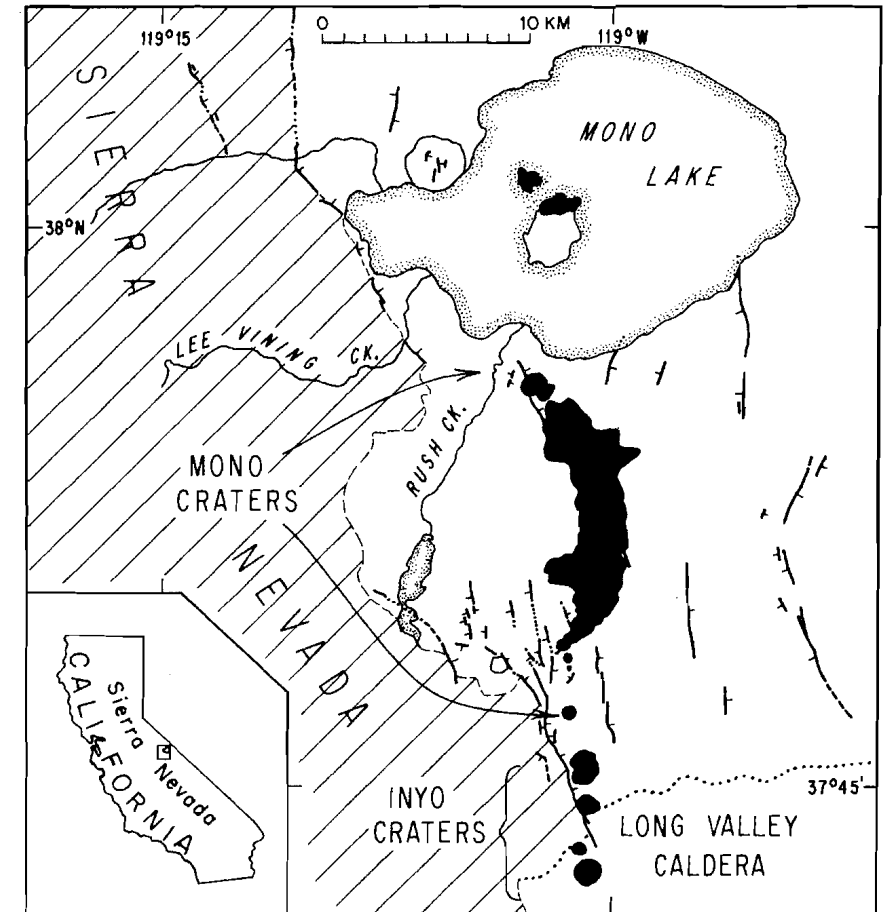 0 10 KM
119°15' 119°W
SIERRA
MONO
LAKE
38°N
LEE VINING CK.
RUSH CK.
MONO
CRATERS
NEVADA
INYO
CRATERS
37°45'
LONG VALLEY
CALDERA
CALIFORNIA
Sierra
Nevada